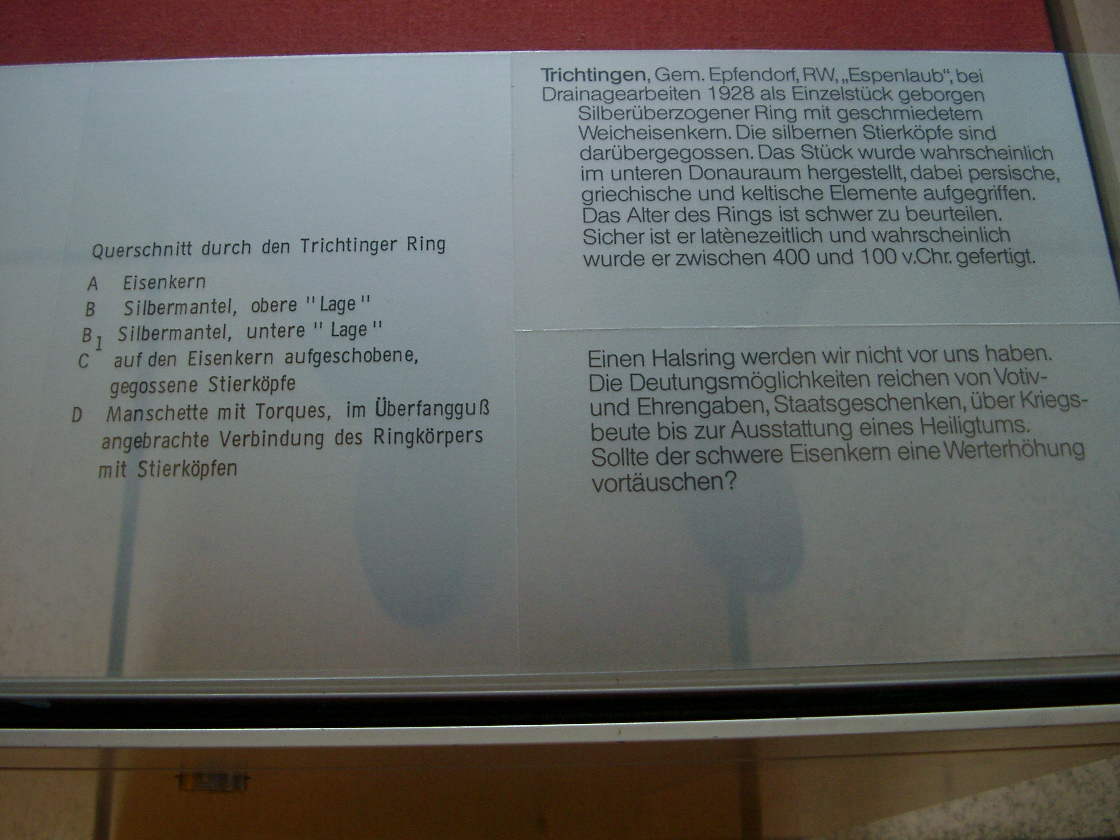 Querschnitt durch den Trichtinger Ring
A Eisenkern
B Silbermantel, obere "Lage"
B1 Silbermantel, untere "Lage"
C auf den Eisenkern aufgeschobene,
gegossene Stierköpfe
D Manschette mit Torques, im Überfangguß
angebrachte Verbindung des Ringkörpers
mit Stierköpfen
Trichtingen, Gem. Epfendorf, RW, „Espenlaub“, bei
Drainagearbeiten 1928 als Einzelstück geborgen
Silberüberzogener Ring mit geschmiedetem
Weicheisenkern. Die silbernen Stierköpfe sind
darübergegossen. Das Stück wurde wahrscheinlich
im unteren Donauraum hergestellt, dabei persische,
griechische und keltische Elemente aufgegriffen.
Das Alter des Rings ist schwer zu beurteilen.
Sicher ist er latènezeitlich und wahrscheinlich
wurde er zwischen 400 und 100 v.Chr. gefertigt.
Einen Halsring werden wir nicht vor uns haben.
Die Deutungsmöglichkeiten reichen von Votiv-
und Ehrengaben, Staatsgeschenken, über Kriegs-
beute bis zur Ausstattung eines Heiligtums.
Sollte der schwere Eisenkern eine Werterhöhung
vortäuschen?